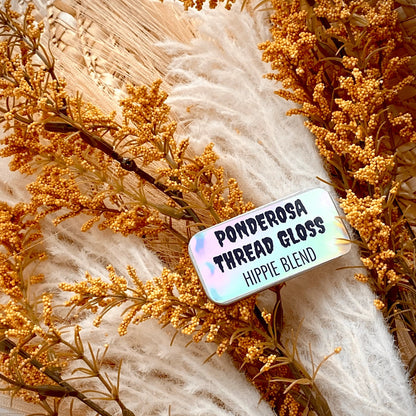 PONDEROSA
THREAD GLOSS
HIPPIE BLEND